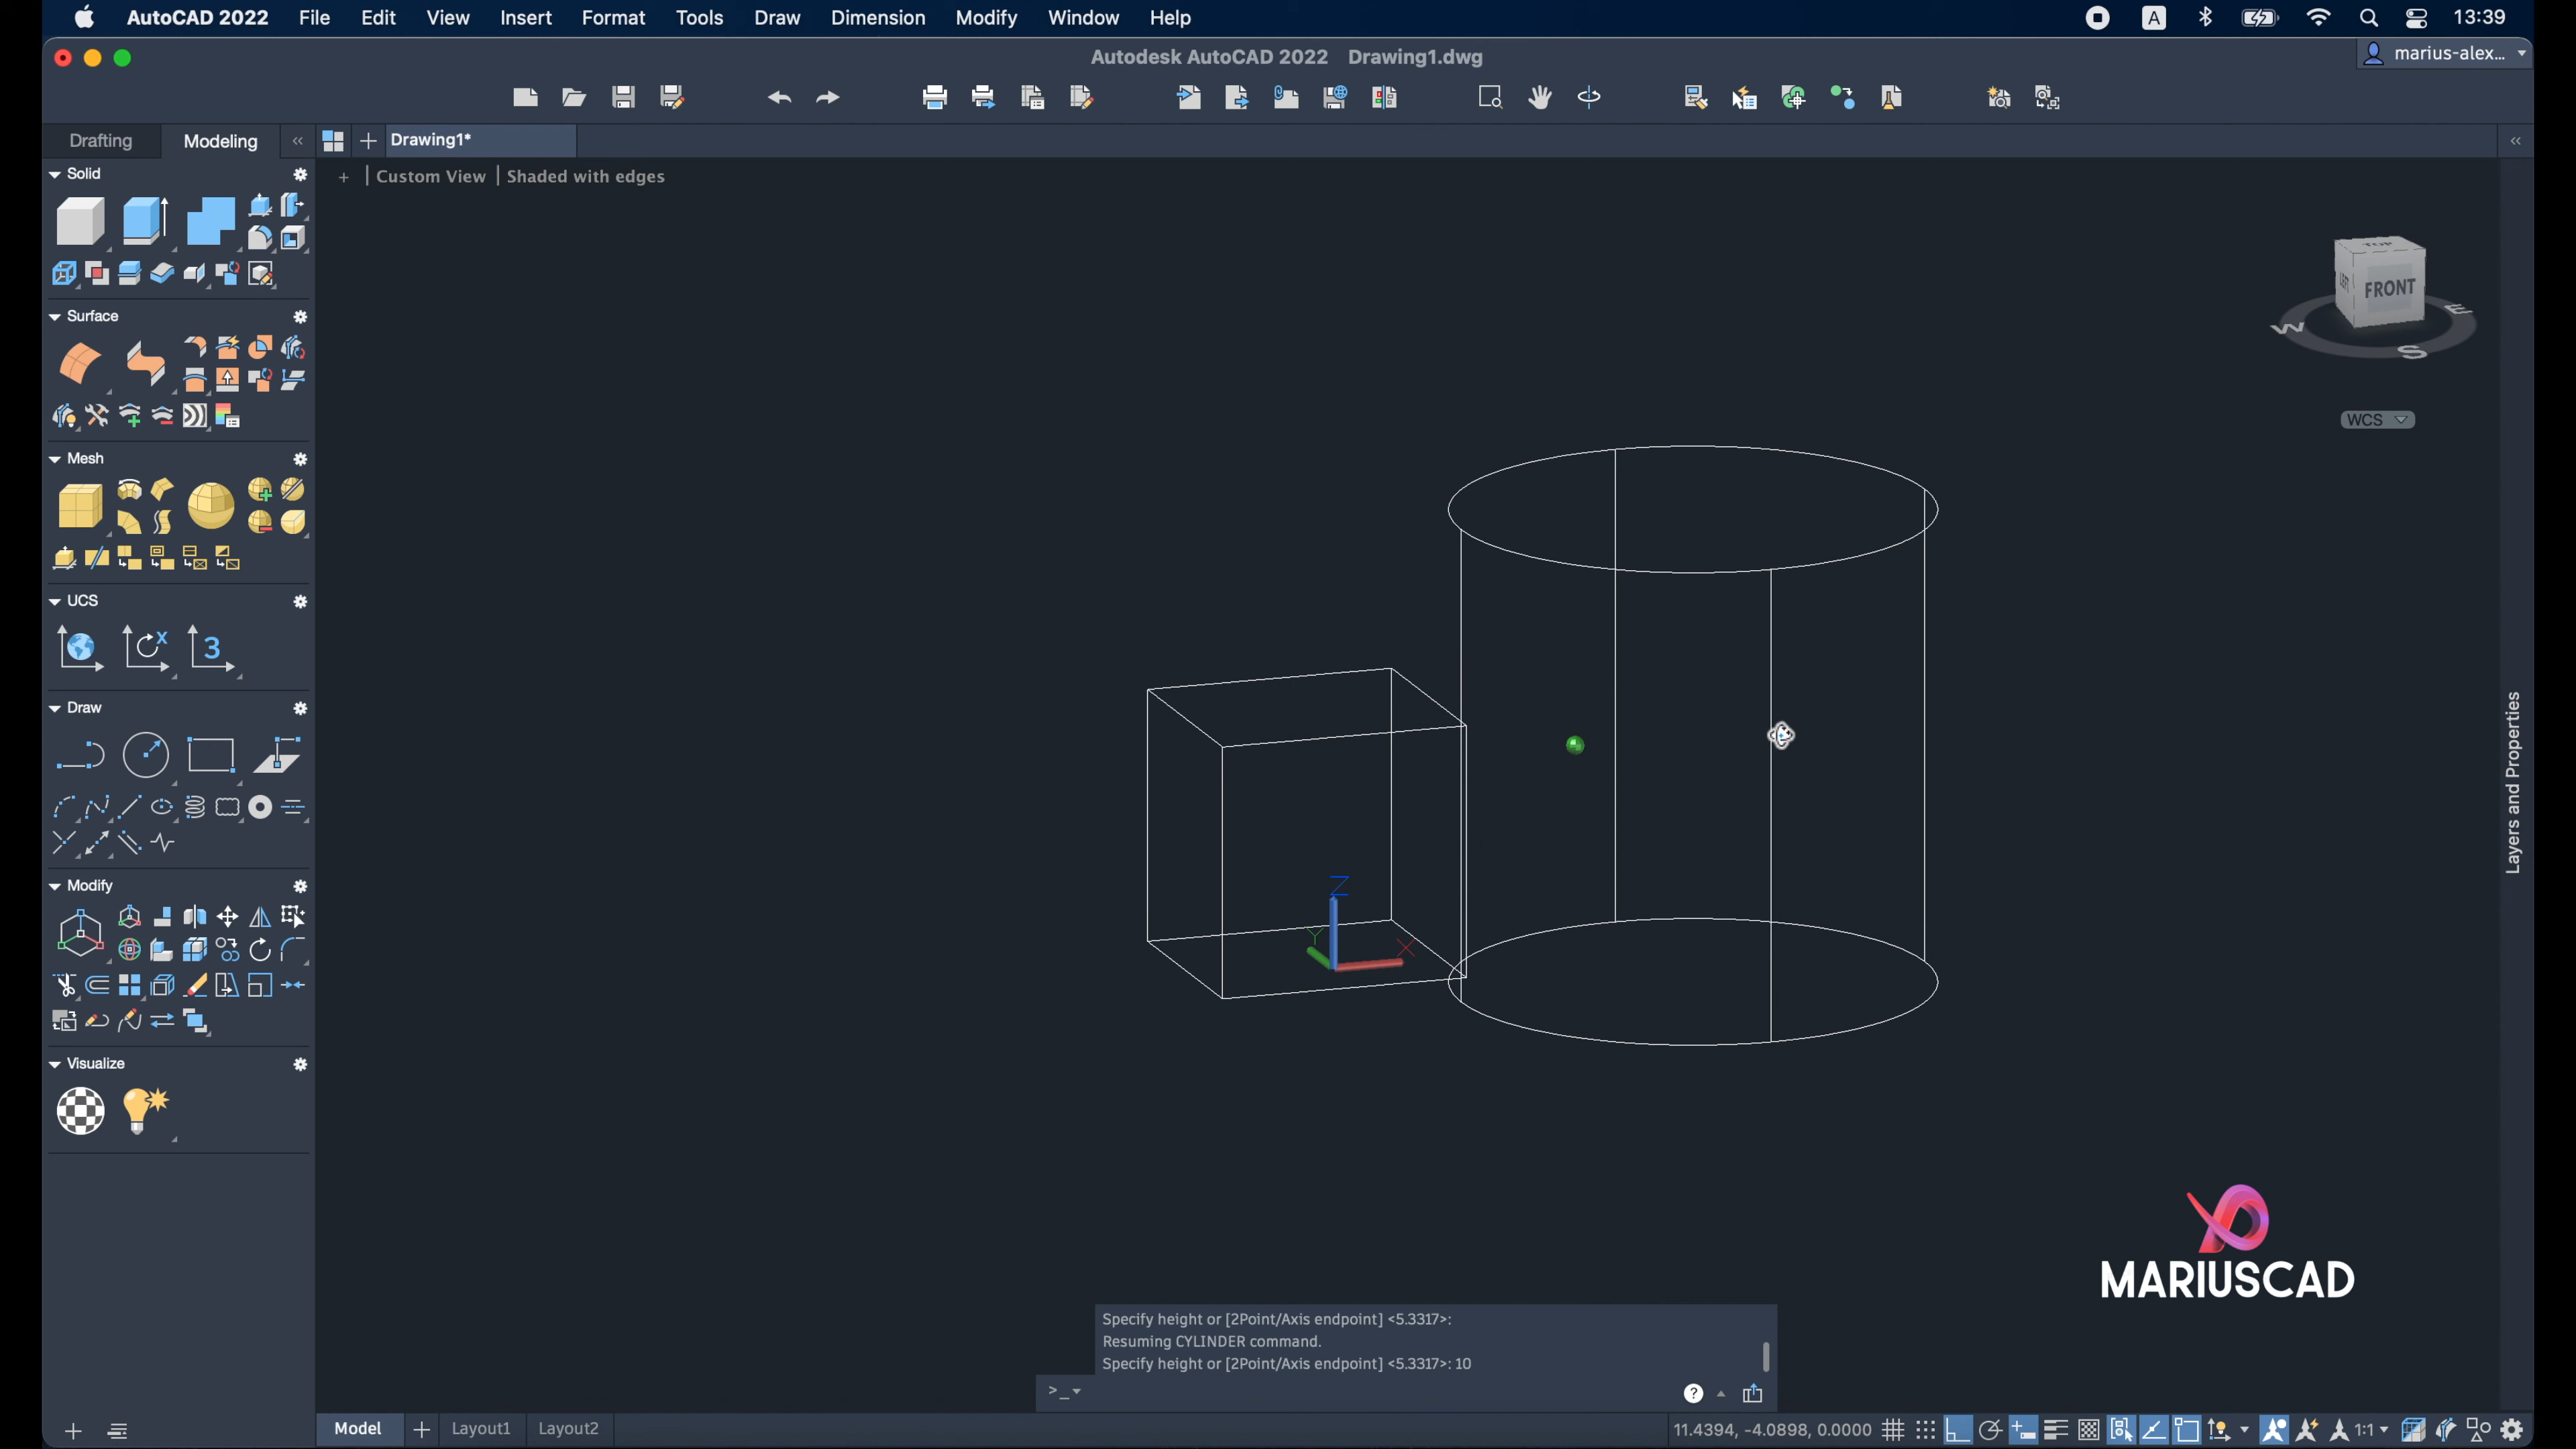 AutoCAD 2022 File Edit View Insert Format Tools Draw Dimension Modify Window Help A 13:39
Autodesk AutoCAD 2022 Drawing1.dwg marius-alex...
Drafting Modeling « + Drawing1* «
Solid
+ | Custom View | Shaded with edges
TOP
LEFT FRONT
W E
S
Surface
WCS
Mesh
UCS
X 3
Draw
Layers and Properties
Modify
Z
Y X
Visualize
MARIUSCAD
Specify height or [2Point/Axis endpoint] <5.3317>:
Resuming CYLINDER command.
Specify height or [2Point/Axis endpoint] <5.3317>: 10
>_
?
+ Model + Layout1 Layout2 11.4394, -4.0898, 0.0000 1:1